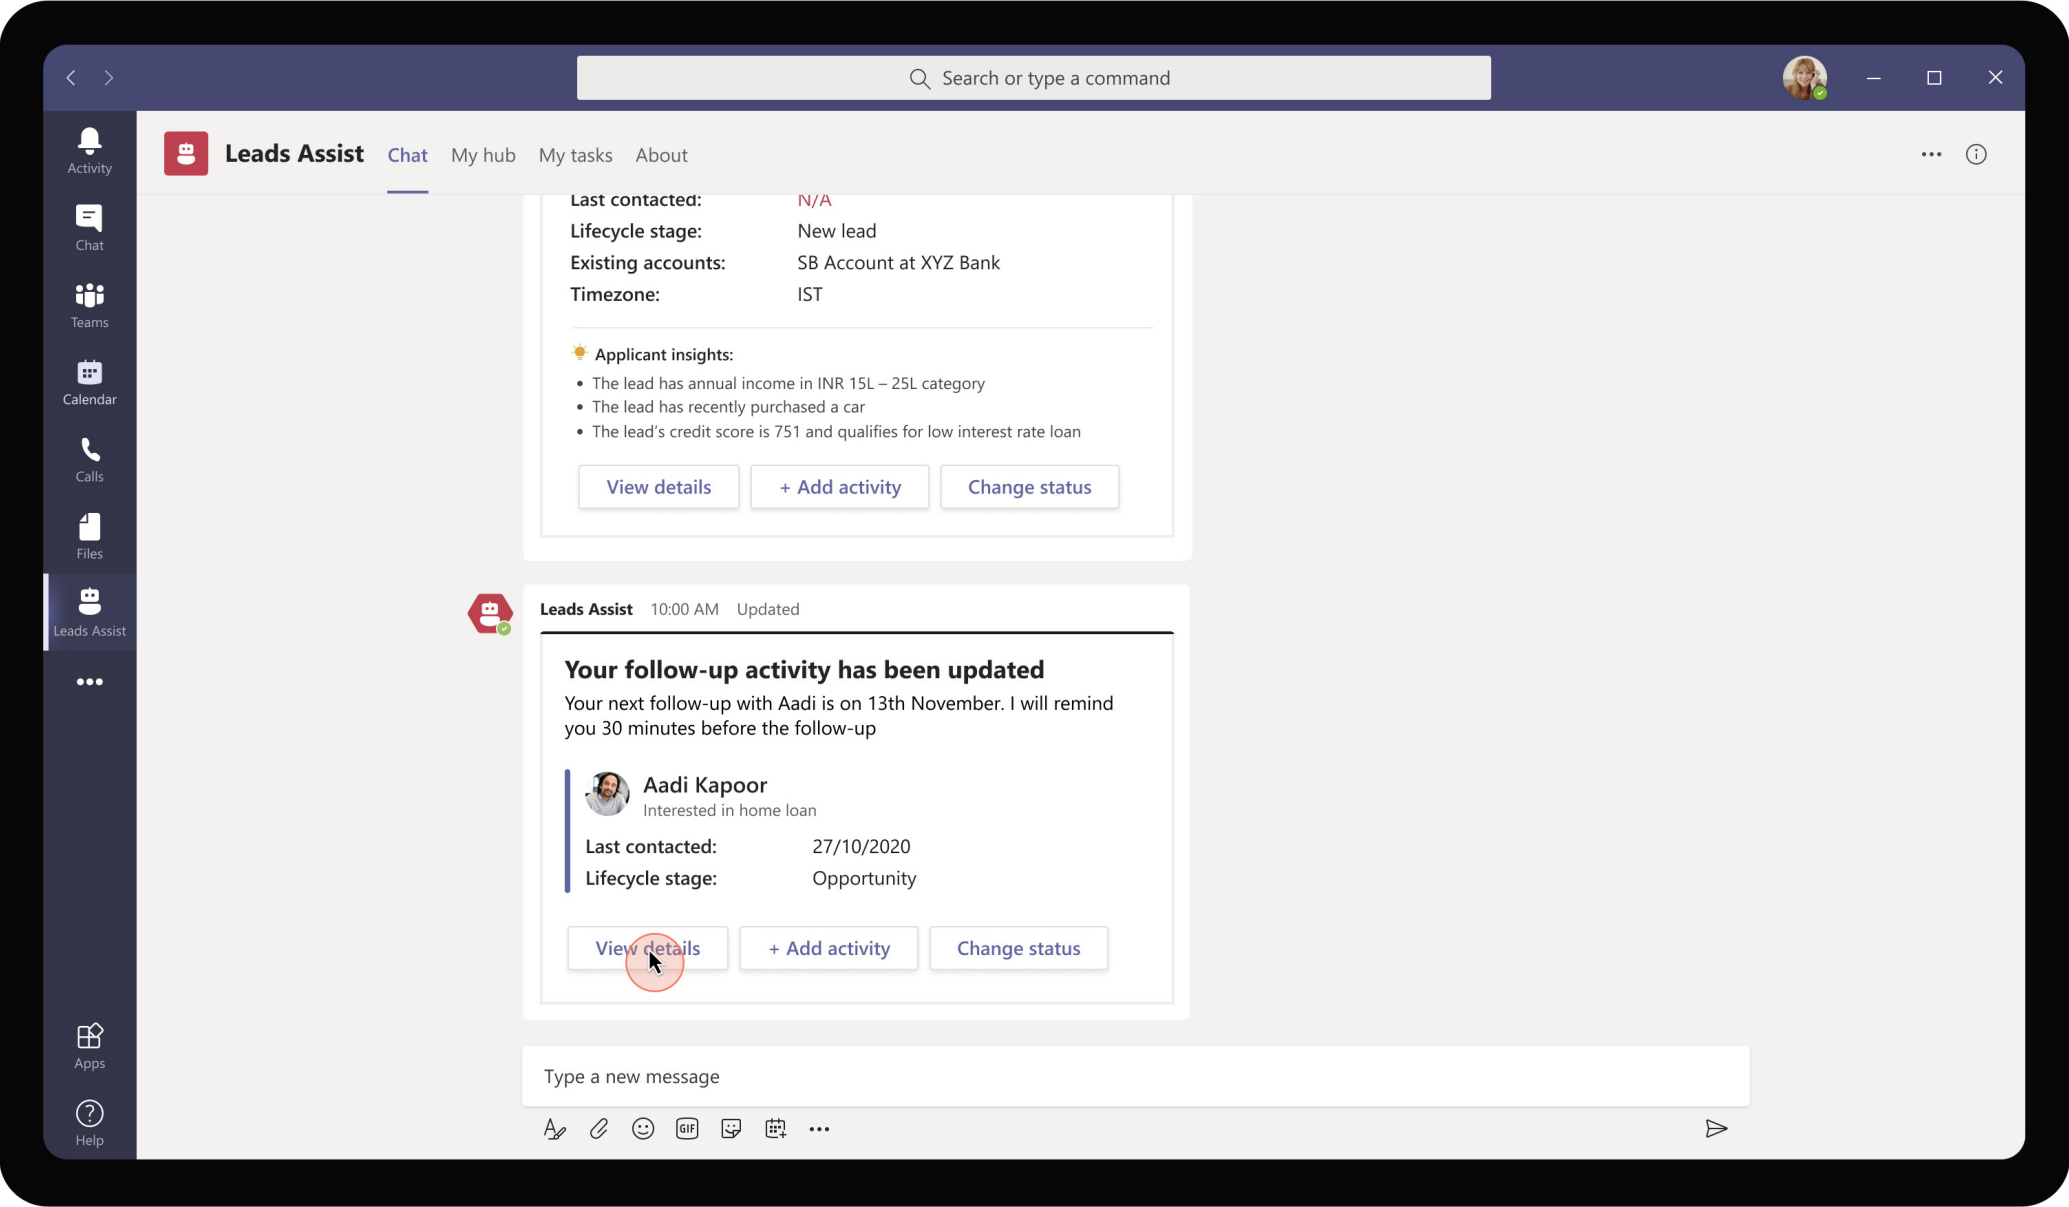 Search or type a command
Activity
Chat
Teams
Calendar
Calls
Files
Leads Assist
Apps
Help
Leads Assist Chat My hub My tasks About
Last contacted: N/A
Lifecycle stage: New lead
Existing accounts: SB Account at XYZ Bank
Timezone: IST
Applicant insights:
• The lead has annual income in INR 15L – 25L category
• The lead has recently purchased a car
• The lead's credit score is 751 and qualifies for low interest rate loan
View details + Add activity Change status
Leads Assist 10:00 AM Updated
Your follow-up activity has been updated
Your next follow-up with Aadi is on 13th November. I will remind
you 30 minutes before the follow-up
Aadi Kapoor
Interested in home loan
Last contacted: 27/10/2020
Lifecycle stage: Opportunity
View details + Add activity Change status
Type a new message
GIF